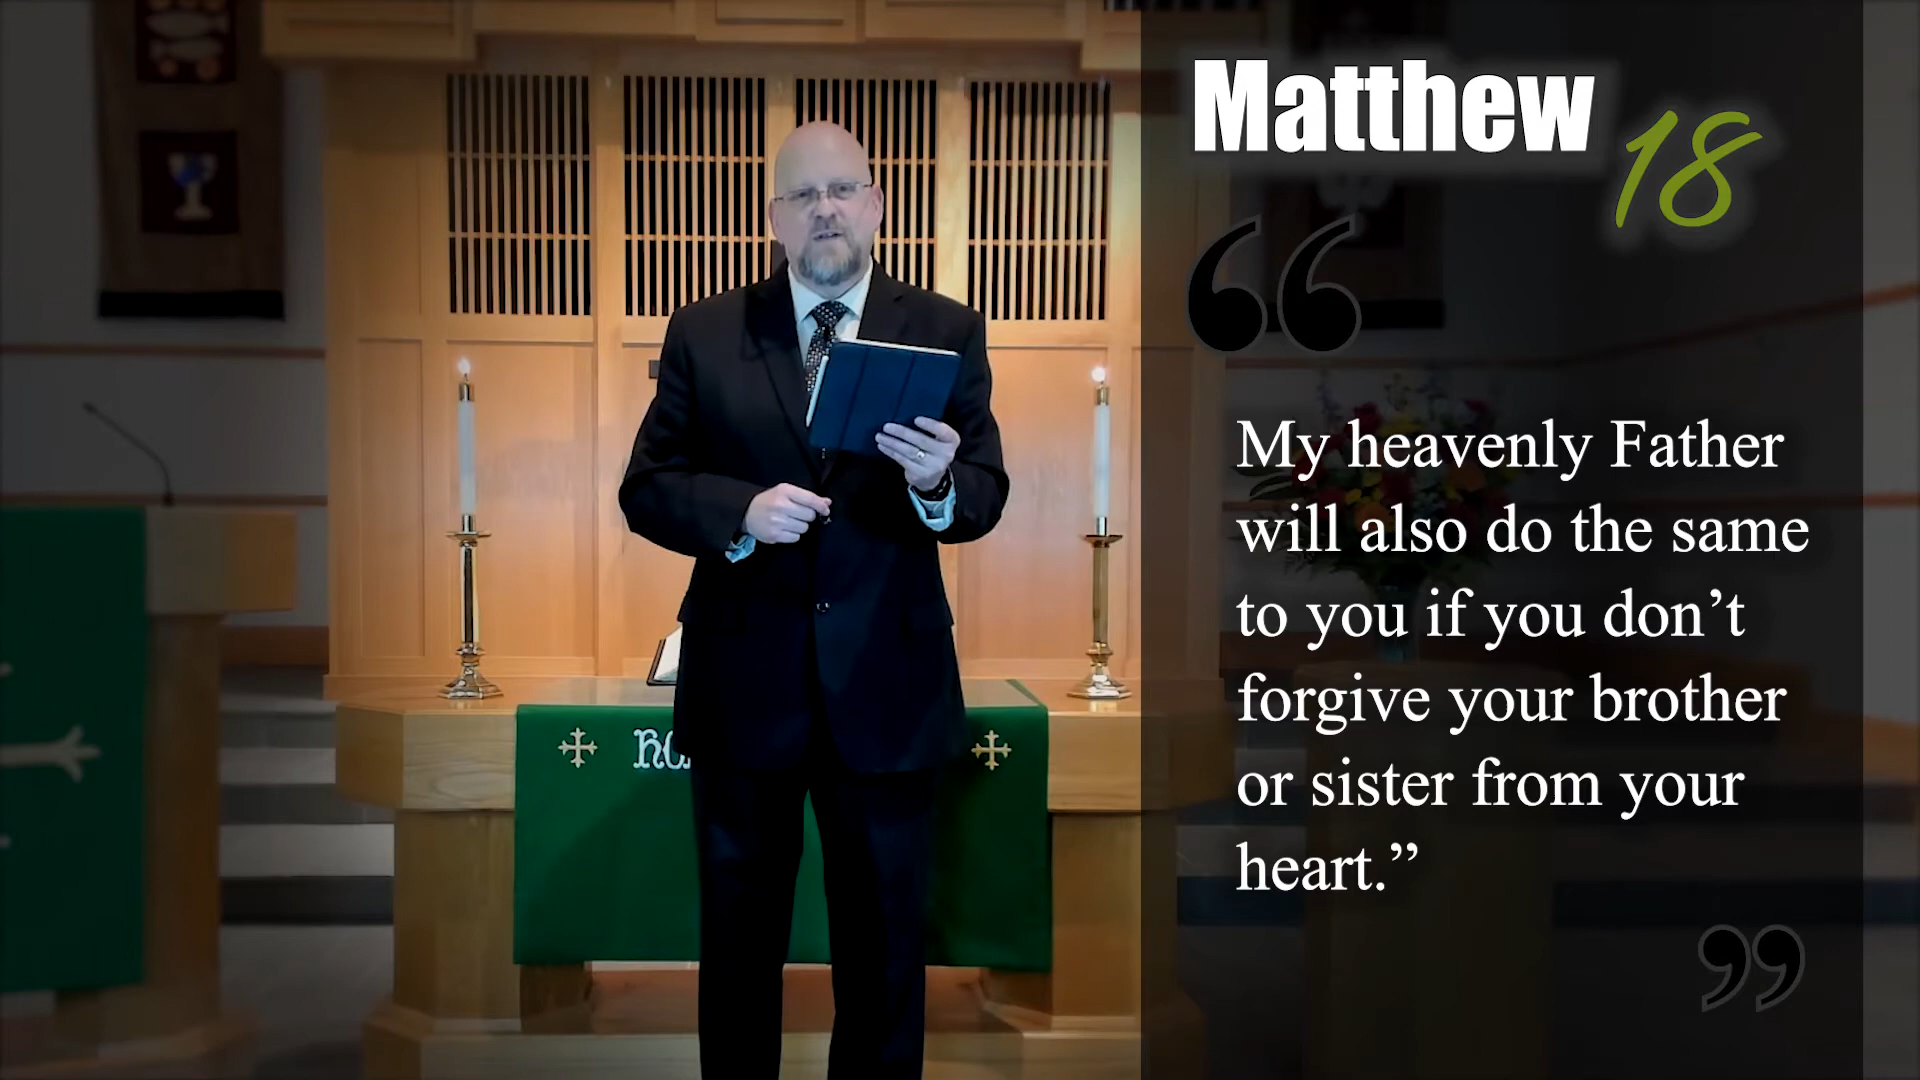 Matthew
18
“
My heavenly Father
will also do the same
to you if you don’t
forgive your brother
or sister from your
heart.”
”